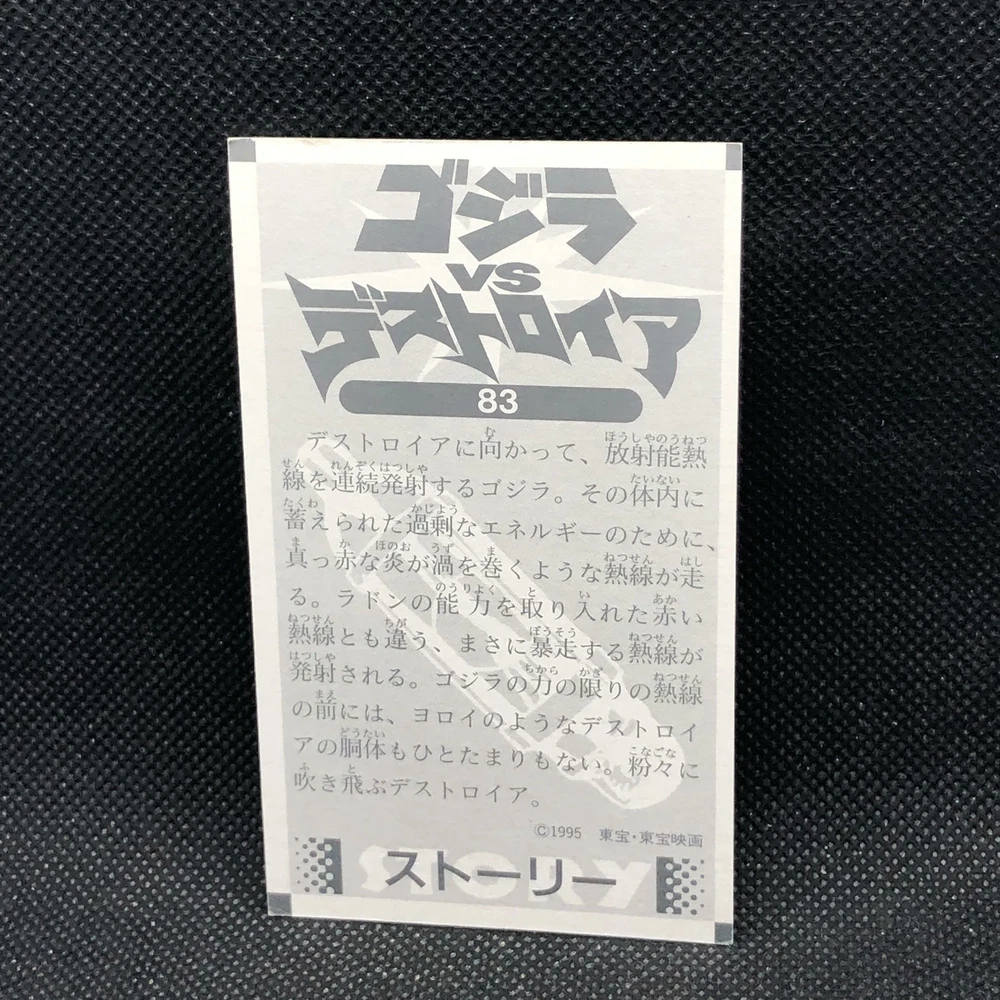 ゴジラ
VS
デストロイア
83
デストロイアに向かって、放射能熱
線を連続発射するゴジラ。その体内に
蓄えられた過剰なエネルギーのために、
真っ赤な炎が渦を巻くような熱線が走
る。ラドンの能力を取り入れた赤い
熱線とも違う、まさに暴走する熱線が
発射される。ゴジラの力の限りの熱線
の前には、ヨロイのようなデストロイ
アの胴体もひとたまりもない。粉々に
吹き飛ぶデストロイア。
©1995 東宝・東宝映画
STORY
ストーリー